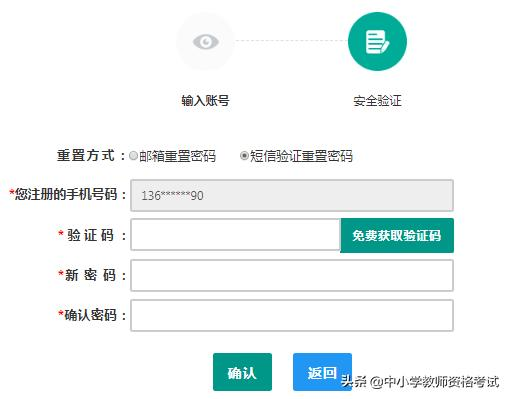 输入账号 安全验证
重置方式：邮箱重置密码 短信验证重置密码
*您注册的手机号码：136******90
*验证码：免费获取验证码
*新密码：
*确认密码：
确认 返回
头条 @中小学教师资格考试